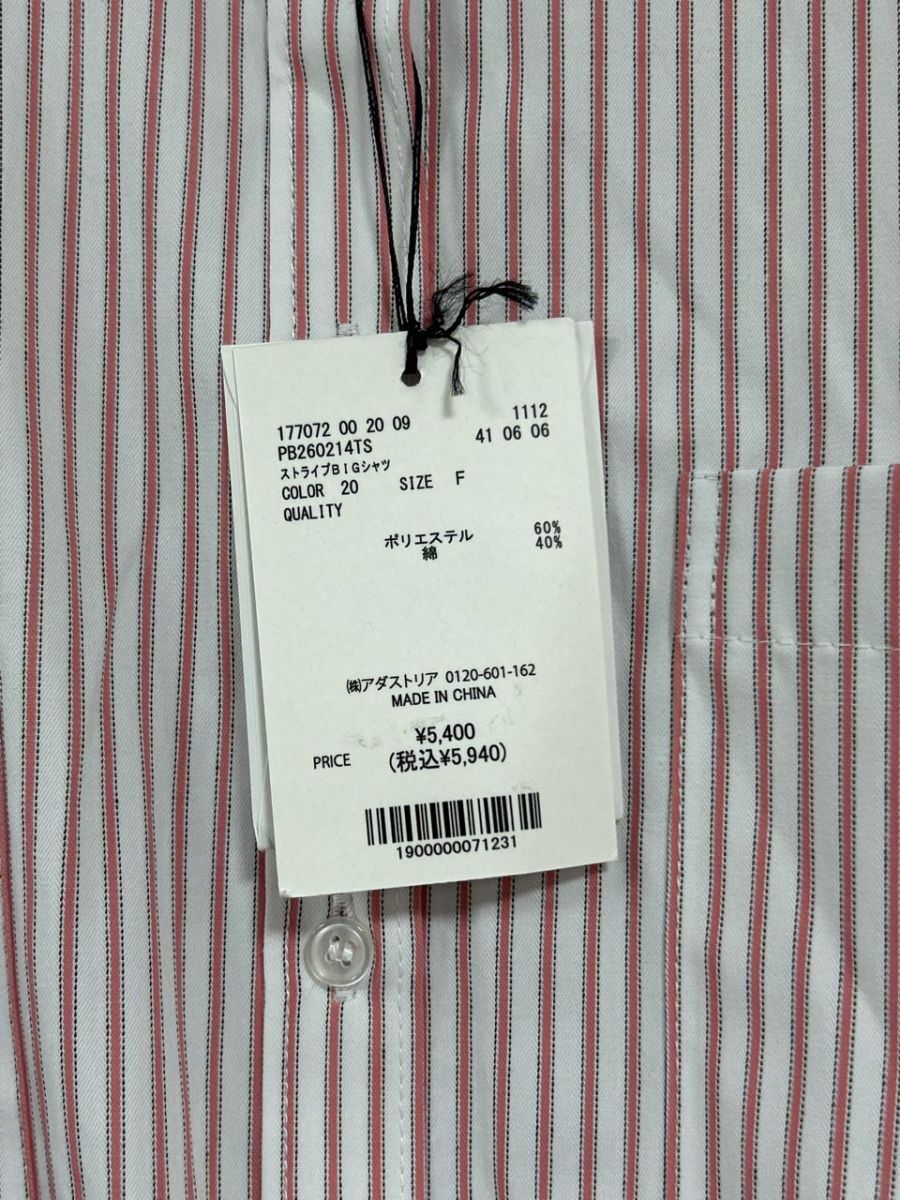 177072 00 20 09 1112
PB260214TS 41 06 06
ストライプBIGシャツ
COLOR 20 SIZE F
QUALITY
ポリエステル 60%
綿 40%
㈱アダストリア 0120-601-162
MADE IN CHINA
¥5,400
PRICE (税込¥5,940)
1900000071231